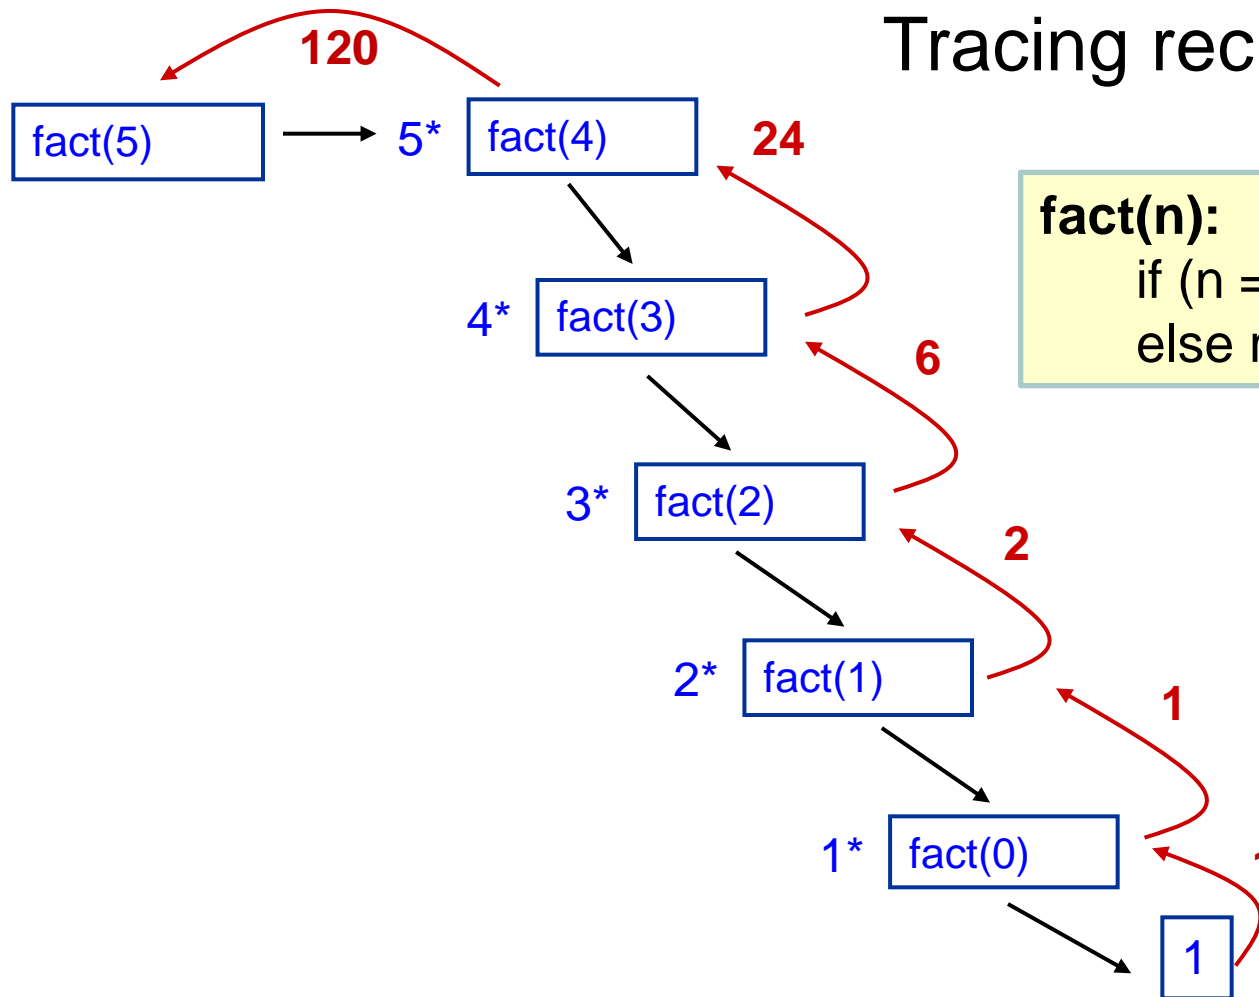 Tracing rec
120
fact(5)
5* fact(4)
24
fact(n):
if (n =
else
4* fact(3)
6
3* fact(2)
2
2* fact(1)
1
1* fact(0)
1